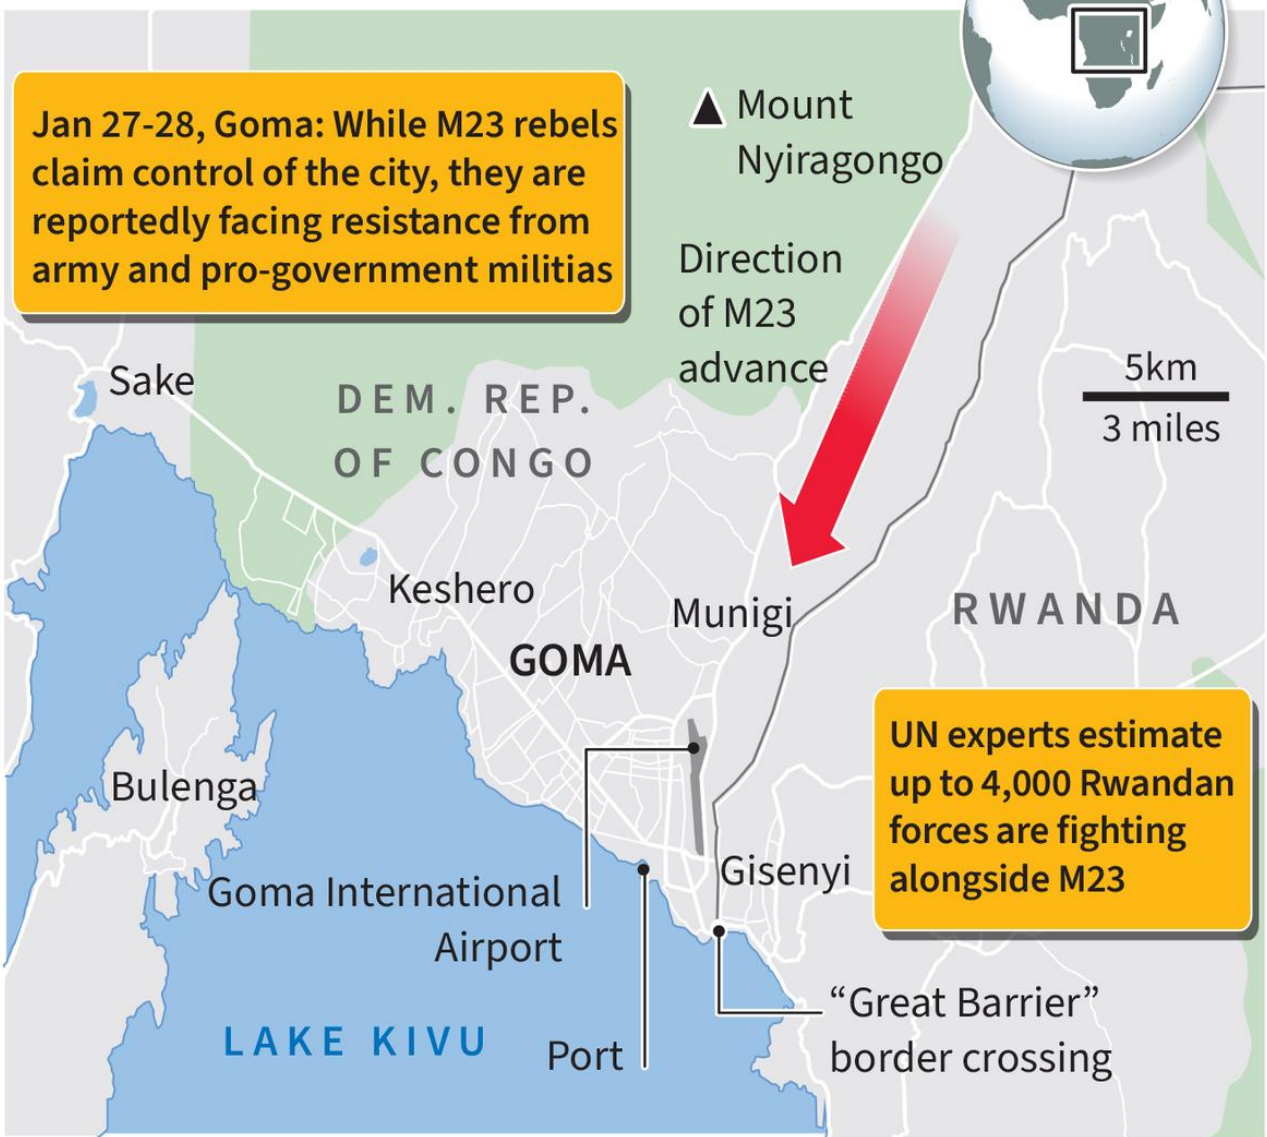 Jan 27-28, Goma: While M23 rebels
claim control of the city, they are
reportedly facing resistance from
army and pro-government militias
Mount
Nyiragongo
Direction
of M23
advance
5km
3 miles
Sake
DEM. REP.
OF CONGO
Keshero
GOMA
Munigi
RWANDA
UN experts estimate
up to 4,000 Rwandan
forces are fighting
alongside M23
Bulenga
Gisenyi
Goma International
Airport
LAKE KIVU
Port
“Great Barrier”
border crossing